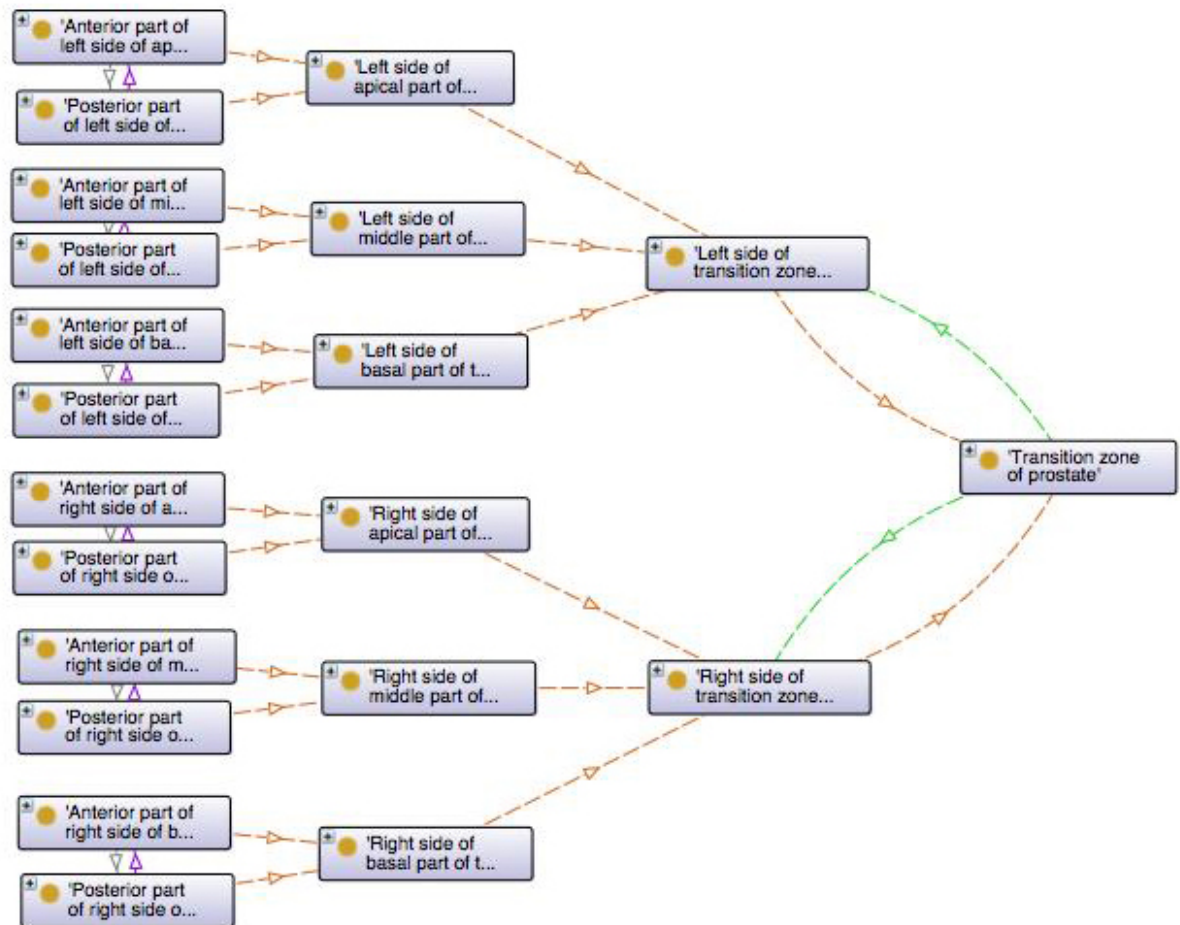 'Anterior part of
left side of ap...
'Posterior part
of left side of...
'Left side of
apical part of...
'Anterior part of
left side of mi...
'Posterior part
of left side of...
'Left side of
middle part of...
'Anterior part of
left side of ba...
'Posterior part
of left side of...
'Left side of
basal part of t...
'Left side of
transition zone...
'Transition zone
of prostate'
'Anterior part of
right side of a...
'Posterior part
of right side o...
'Right side of
apical part of...
'Anterior part of
right side of m...
'Posterior part
of right side o...
'Right side of
middle part of...
'Right side of
transition zone...
'Anterior part of
right side of b...
'Posterior part
of right side o...
'Right side of
basal part of t...